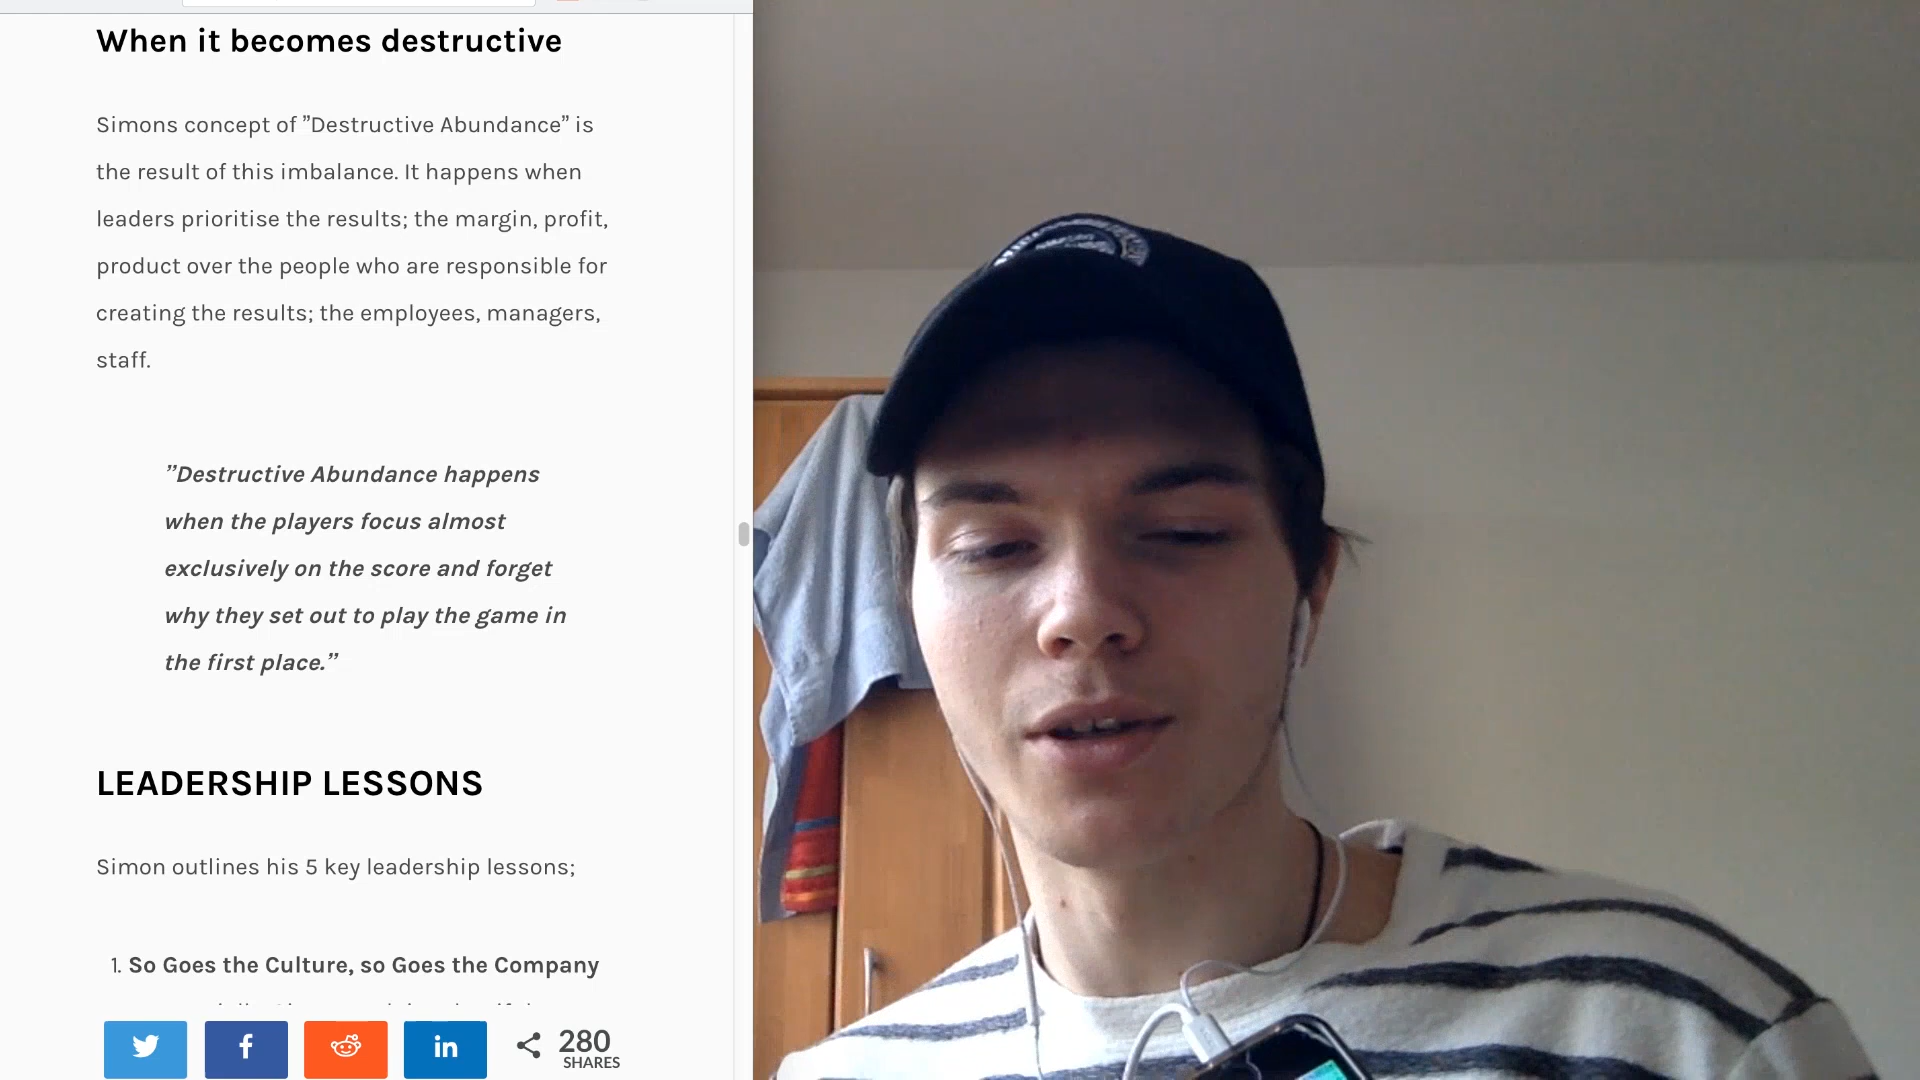 When it becomes destructive
Simons concept of ”Destructive Abundance” is
the result of this imbalance. It happens when
leaders prioritise the results; the margin, profit,
product over the people who are responsible for
creating the results; the employees, managers,
staff.
”Destructive Abundance happens
when the players focus almost
exclusively on the score and forget
why they set out to play the game in
the first place.”
LEADERSHIP LESSONS
Simon outlines his 5 key leadership lessons;
1. So Goes the Culture, so Goes the Company
280
SHARES